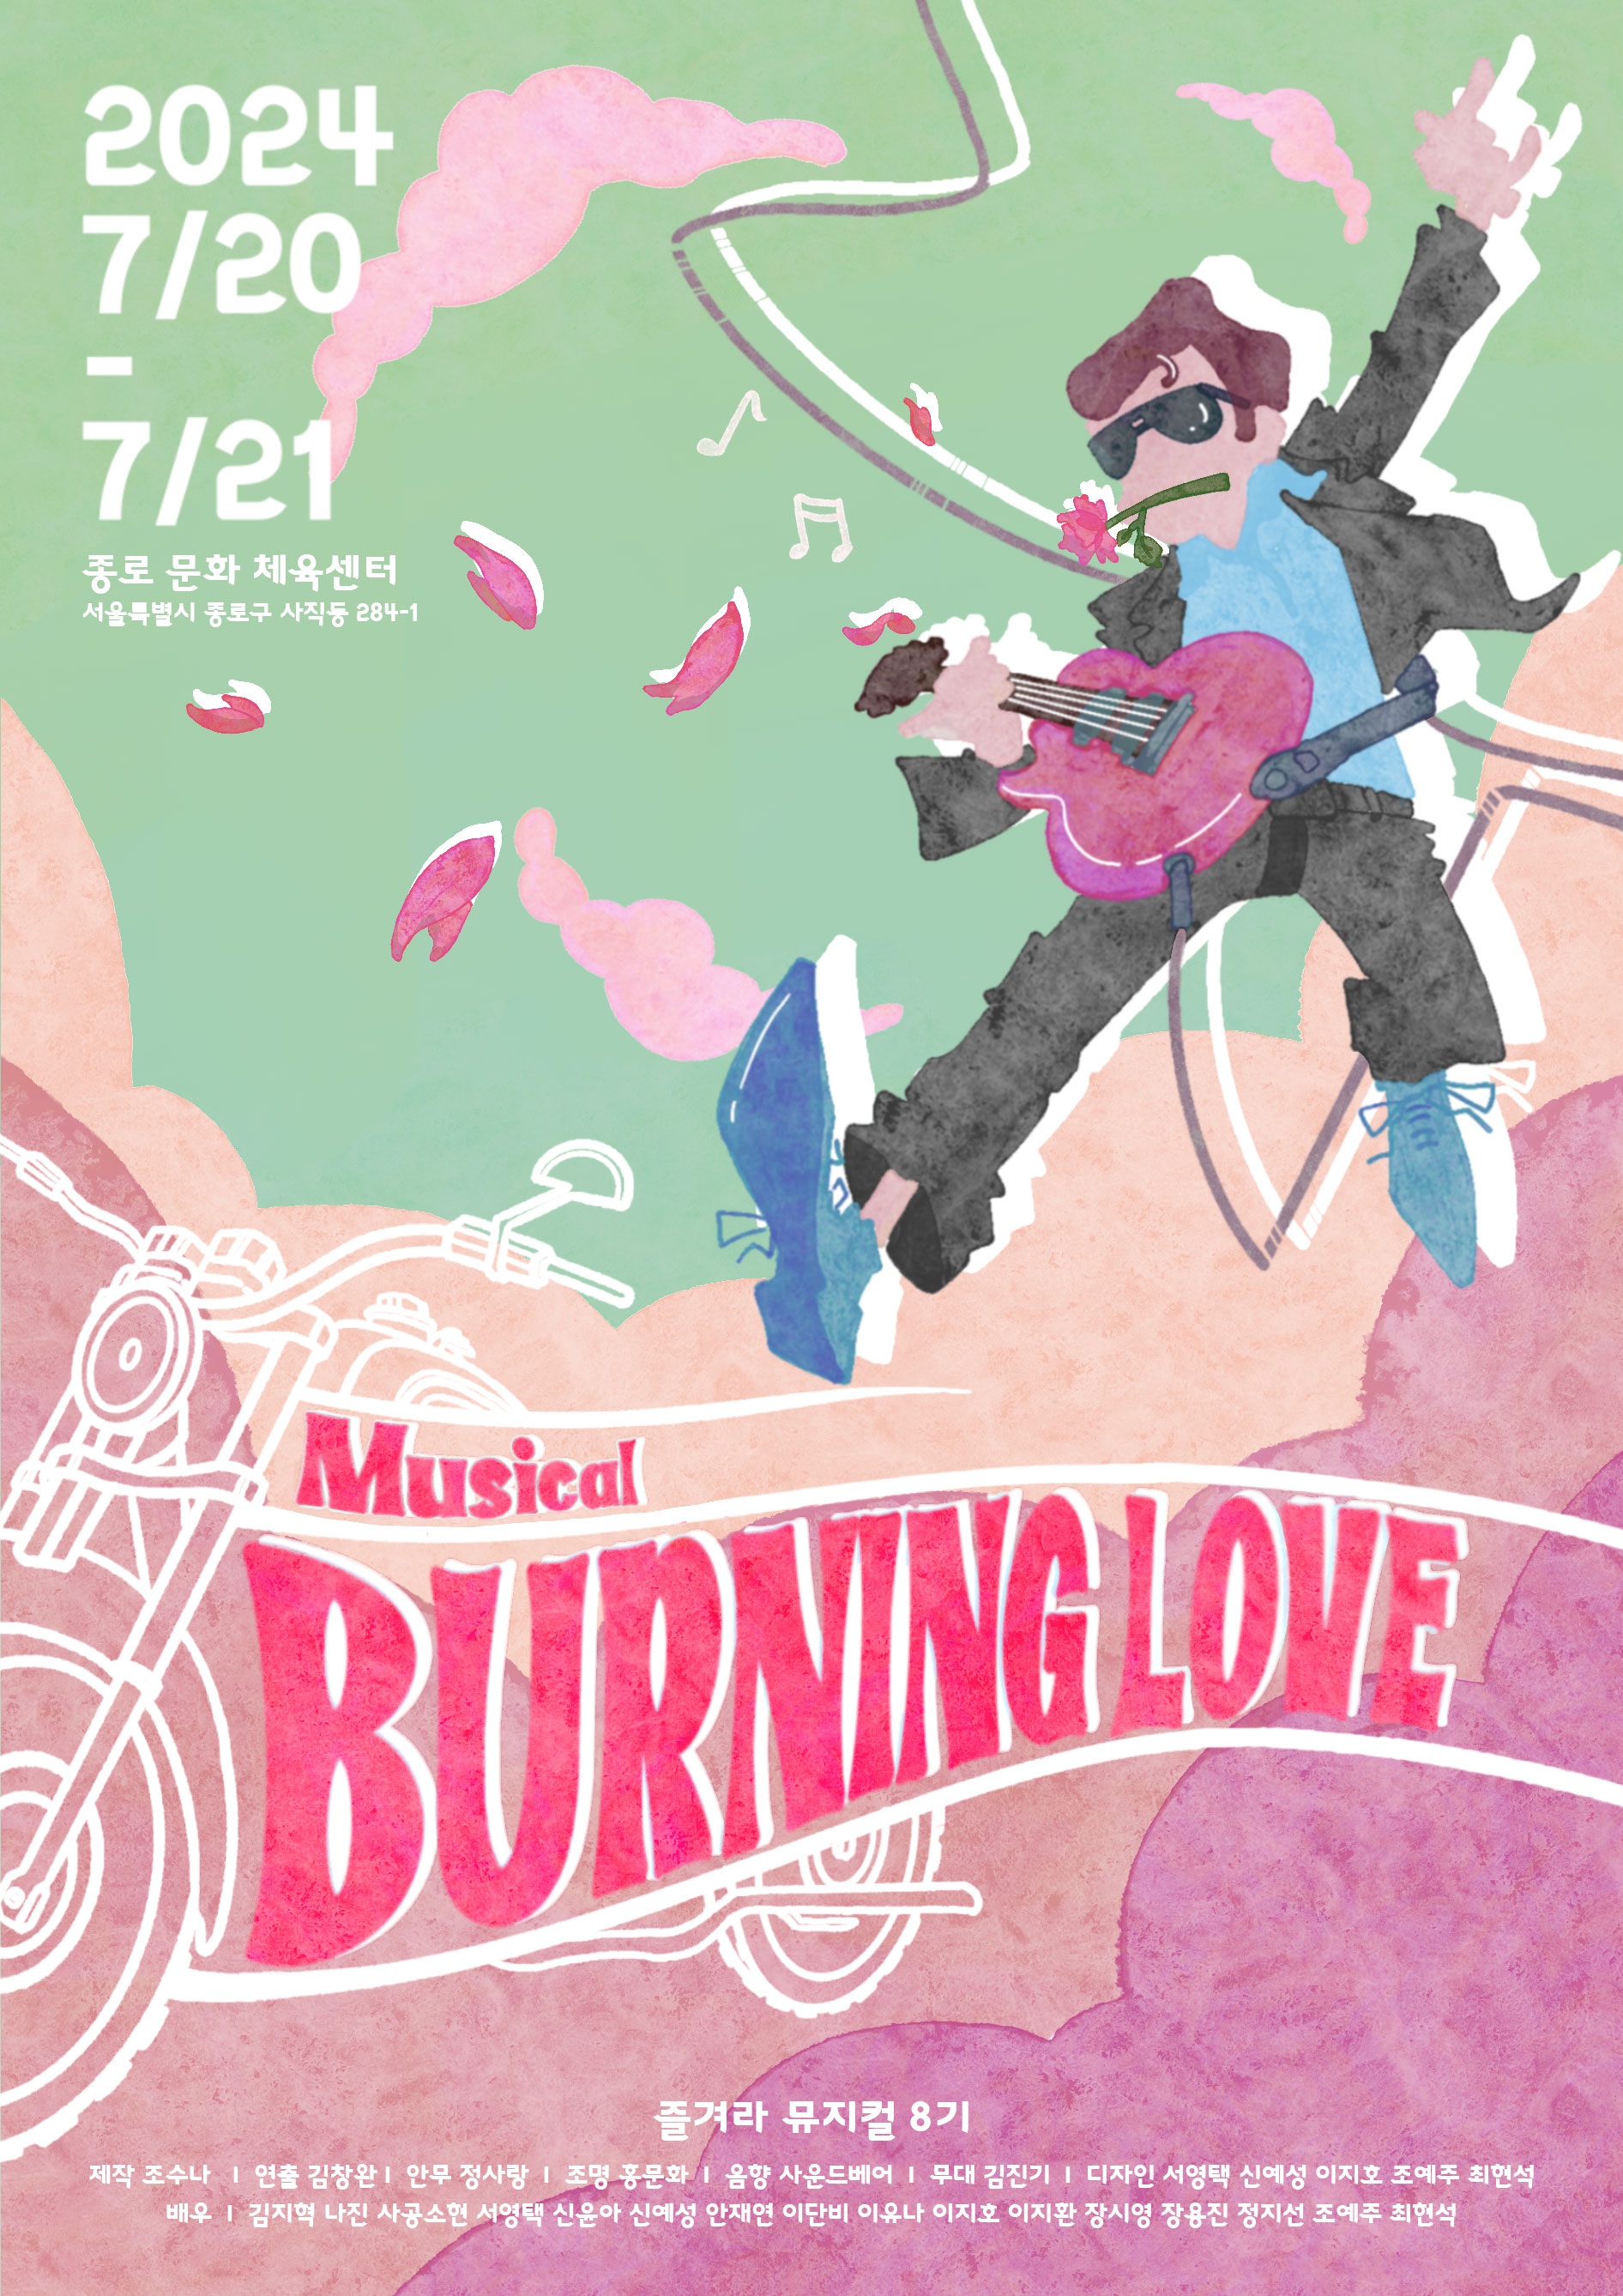 2024
7/20
-
7/21
종로 문화 체육센터
서울특별시 종로구 사직동 284-1
Musical
BURNING LOVE
즐겨라 뮤지컬 8기
제작 조수나 | 연출 김창완 | 안무 정사랑 | 조명 홍문화 | 음향 사운드베어 | 무대 김진기 | 디자인 서영택 신예성 이지호 조예주 최현석
배우 | 김지혁 나진 사공소현 서영택 신윤아 신예성 안재연 이단비 이유나 이지호 이지환 장시영 장용진 정지선 조예주 최현석